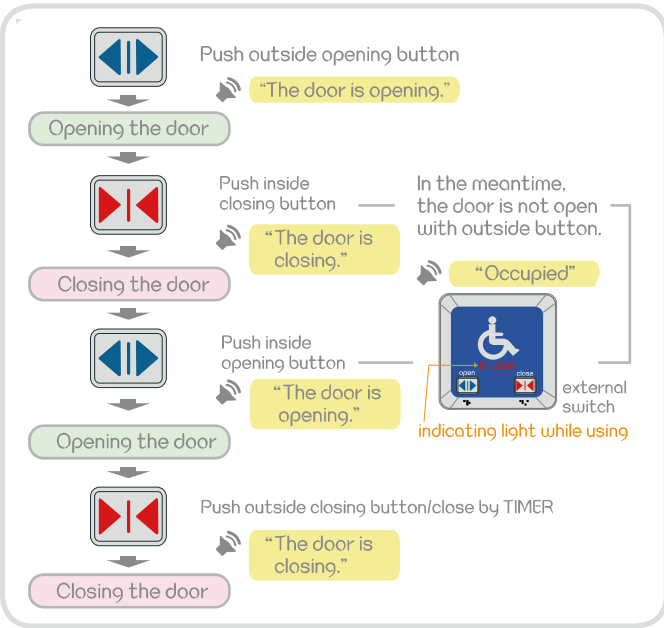 Push outside opening button
“The door is opening.”
Opening the door
Push inside
closing button
In the meantime,
the door is not open
with outside button.
“The door is
closing.”
“Occupied”
Closing the door
Push inside
opening button
“The door is
opening.”
open
close
external
switch
indicating light while using
Opening the door
Push outside closing button/close by TIMER
“The door is
closing.”
Closing the door